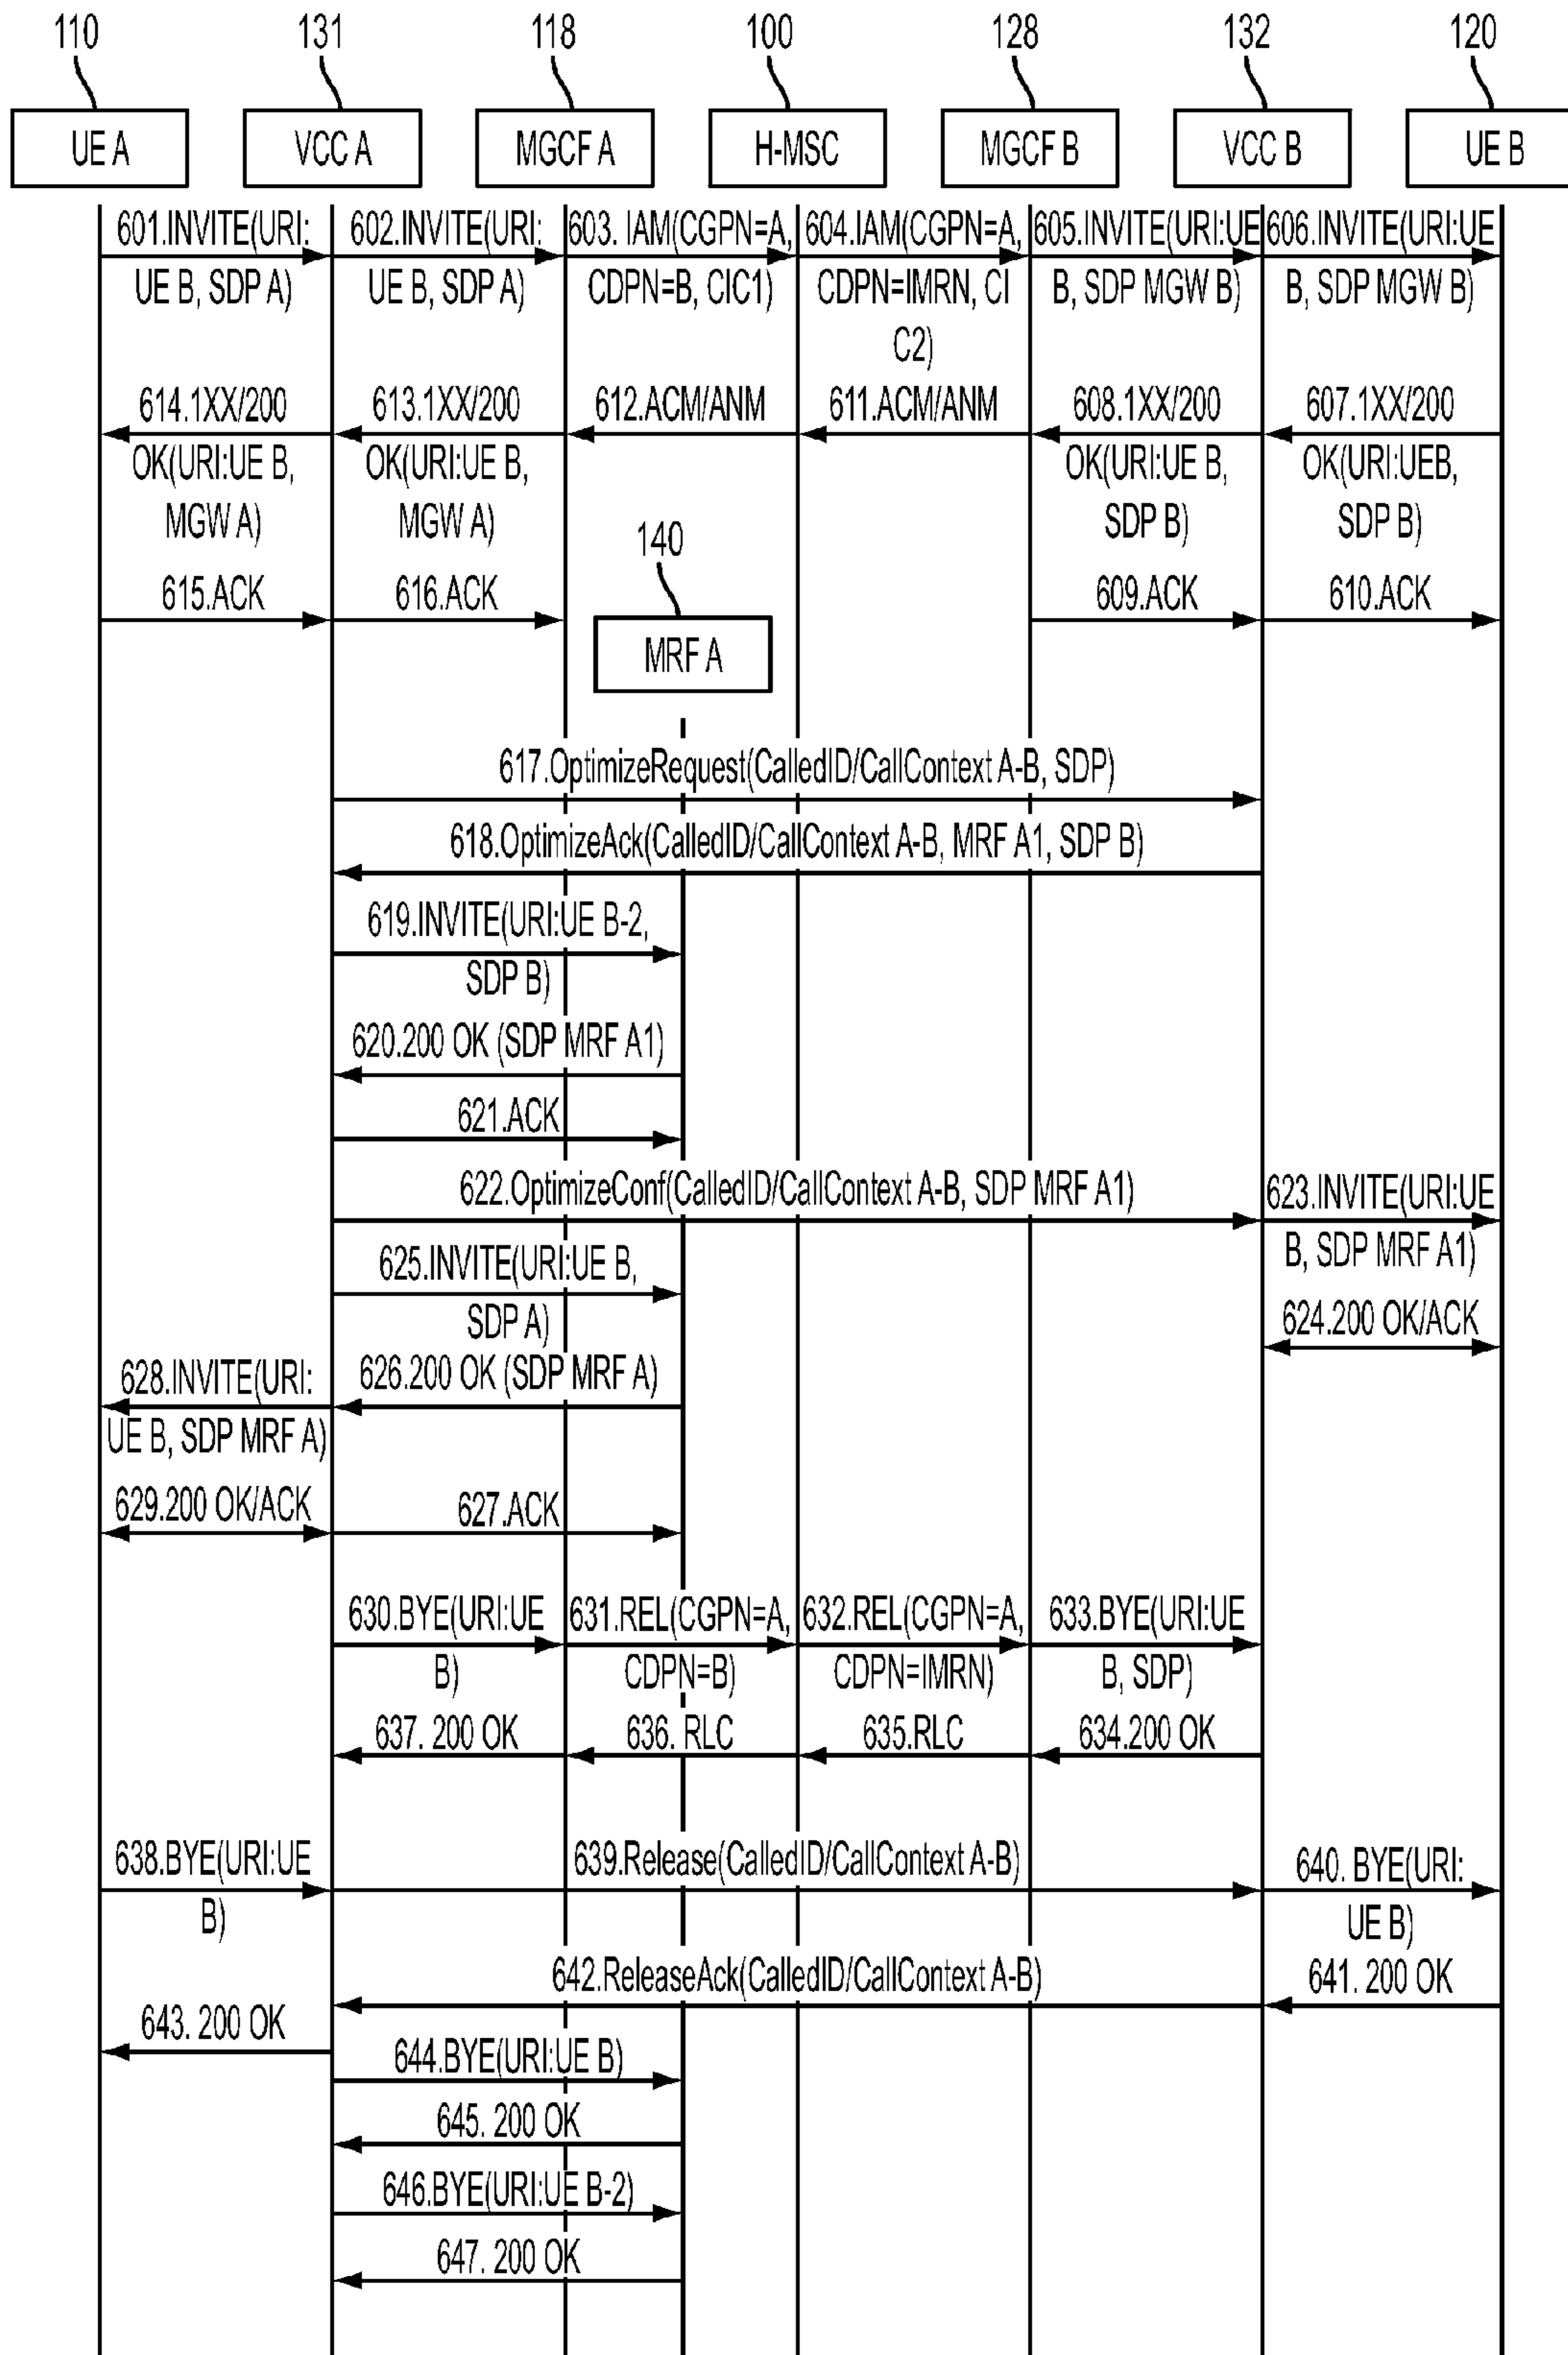 110
131
118
100
128
132
120
UE A
VCC A
MGCF A
H-MSC
MGCF B
VCC B
UE B
601.INVITE(URI:
UE B, SDP A)
602.INVITE(URI:
UE B, SDP A)
603. IAM(CGPN=A,
CDPN=B, CIC1)
604.IAM(CGPN=A,
CDPN=IMRN, CI
C2)
605.INVITE(URI:UE
B, SDP MGW B)
606.INVITE(URI:UE
B, SDP MGW B)
614.1XX/200
OK(URI:UE B,
MGW A)
613.1XX/200
OK(URI:UE B,
MGW A)
612.ACM/ANM
611.ACM/ANM
608.1XX/200
OK(URI:UE B,
SDP B)
607.1XX/200
OK(URI:UEB,
SDP B)
140
MRF A
615.ACK
616.ACK
609.ACK
610.ACK
617.OptimizeRequest(CalledID/CallContext A-B, SDP)
618.OptimizeAck(CalledID/CallContext A-B, MRF A1, SDP B)
619.INVITE(URI:UE B-2,
SDP B)
620.200 OK (SDP MRF A1)
621.ACK
622.OptimizeConf(CalledID/CallContext A-B, SDP MRF A1)
623.INVITE(URI:UE
B, SDP MRF A1)
625.INVITE(URI:UE B,
SDP A)
624.200 OK/ACK
628.INVITE(URI:
UE B, SDP MRF A)
626.200 OK (SDP MRF A)
629.200 OK/ACK
627.ACK
630.BYE(URI:UE
B)
631.REL(CGPN=A,
CDPN=B)
632.REL(CGPN=A,
CDPN=IMRN)
633.BYE(URI:UE
B, SDP)
637. 200 OK
636. RLC
635.RLC
634.200 OK
638.BYE(URI:UE
B)
639.Release(CalledID/CallContext A-B)
640. BYE(URI:
UE B)
642.ReleaseAck(CalledID/CallContext A-B)
641. 200 OK
643. 200 OK
644.BYE(URI:UE B)
645. 200 OK
646.BYE(URI:UE B-2)
647. 200 OK